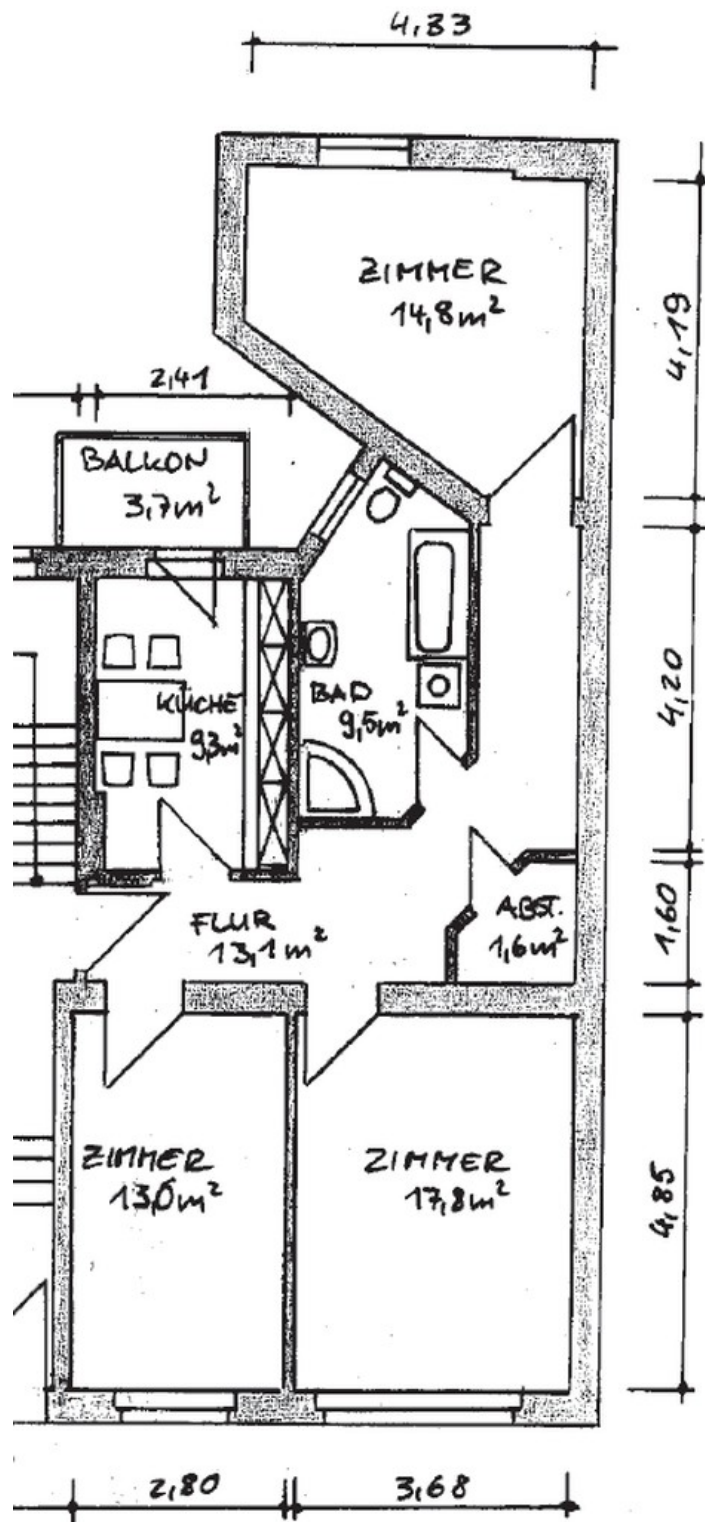 4,33
ZIMMER
14,8m²
4,19
2,41
BALKON
3,7m²
KÜCHE
9,3m²
BAD
9,5m²
4,20
FLUR
13,1m²
ABST.
1,6m²
1,60
ZIMMER
13,0m²
ZIMMER
17,8m²
4,85
2,80
3,68